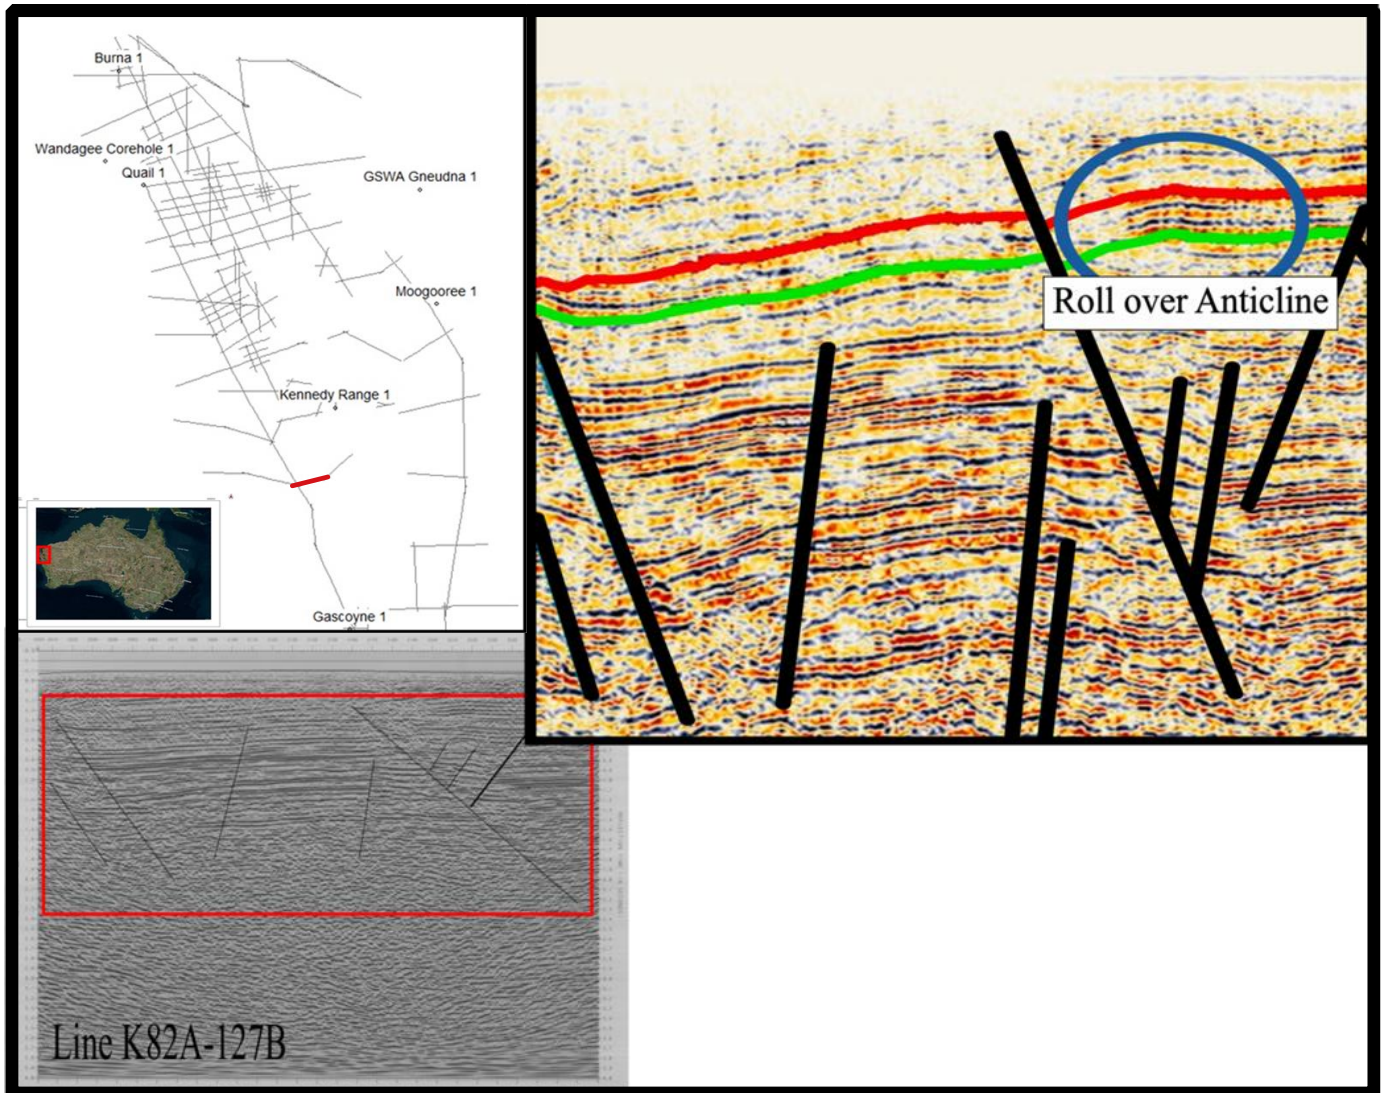 Burna 1
Wandagee Corehole 1
Quail 1
GSWA Gneudna 1
Moogooree 1
Kennedy Range 1
Gascoyne 1
Roll over Anticline
Line K82A-127B